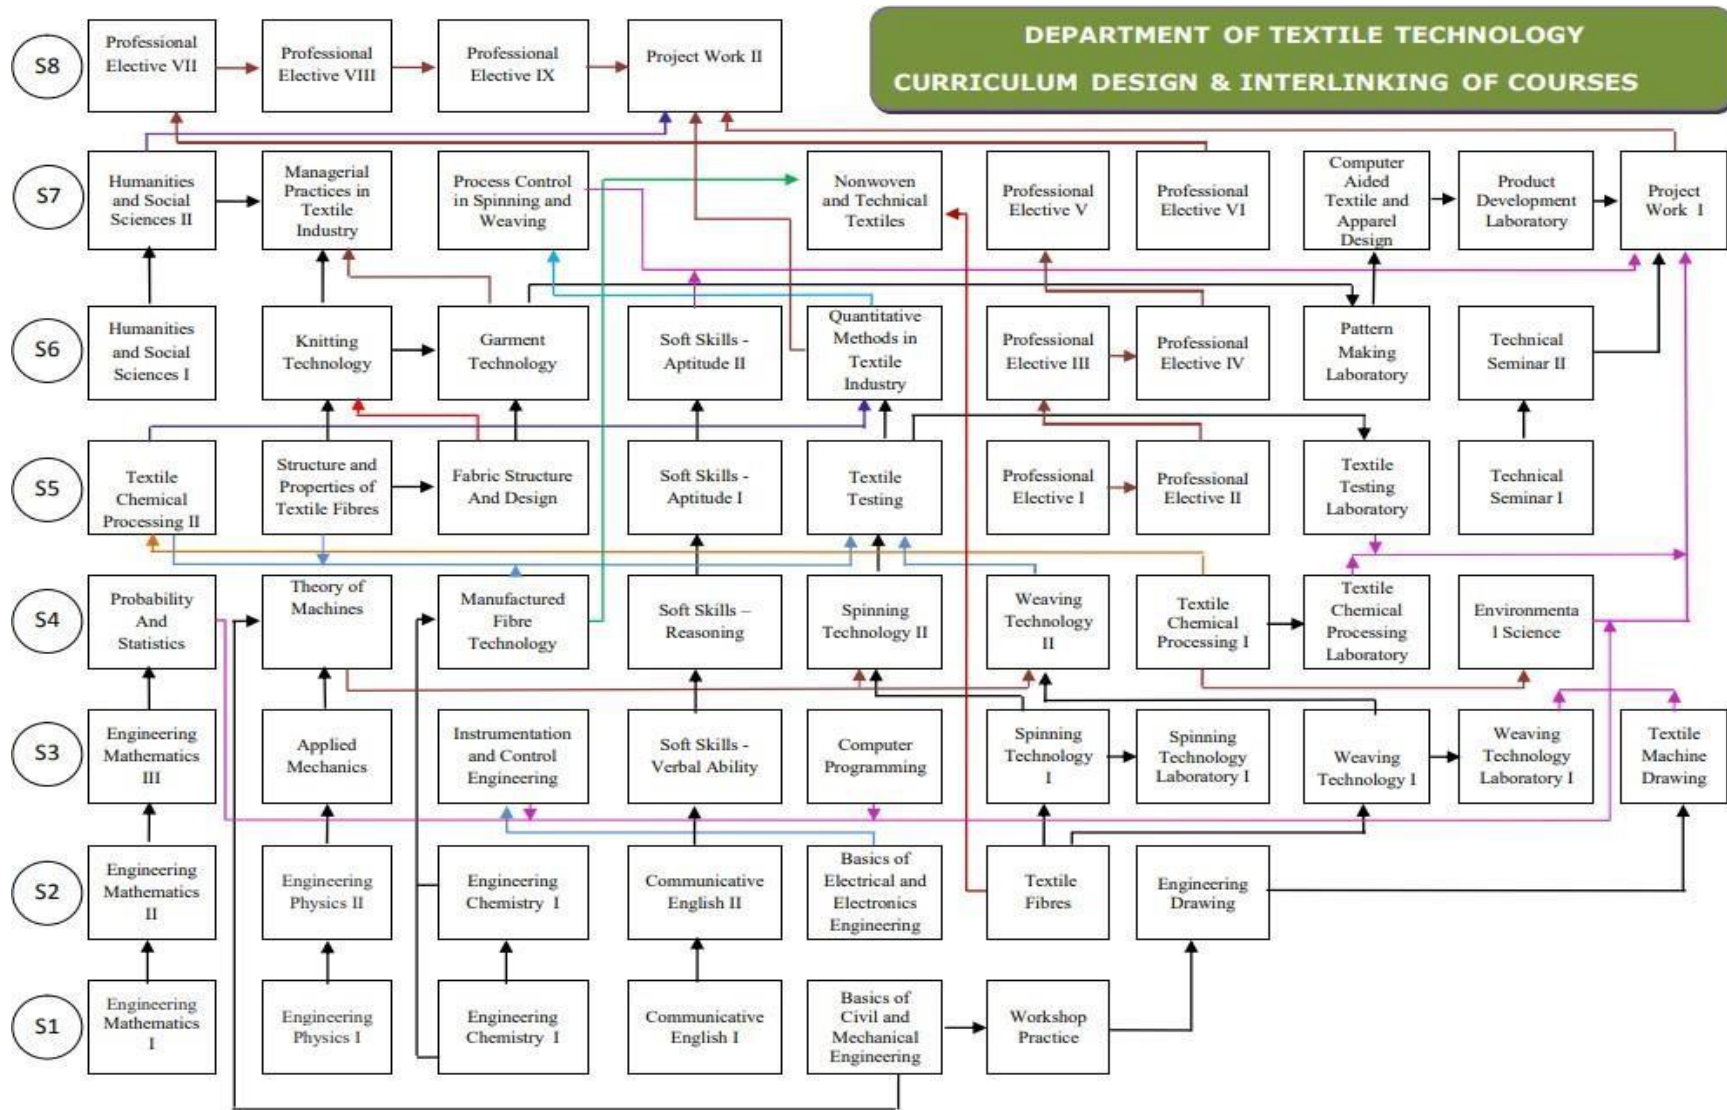 DEPARTMENT OF TEXTILE TECHNOLOGY
CURRICULUM DESIGN & INTERLINKING OF COURSES
S8
Professional
Elective VII
Professional
Elective VIII
Professional
Elective IX
Project Work II
S7
Humanities
and Social
Sciences II
Managerial
Practices in
Textile
Industry
Process Control
in Spinning and
Weaving
Nonwoven
and Technical
Textiles
Professional
Elective V
Professional
Elective VI
Computer
Aided
Textile and
Apparel
Design
Product
Development
Laboratory
Project
Work I
S6
Humanities
and Social
Sciences I
Knitting
Technology
Garment
Technology
Soft Skills -
Aptitude II
Quantitative
Methods in
Textile
Industry
Professional
Elective III
Professional
Elective IV
Pattern
Making
Laboratory
Technical
Seminar II
S5
Textile
Chemical
Processing II
Structure and
Properties of
Textile Fibres
Fabric Structure
And Design
Soft Skills -
Aptitude I
Textile
Testing
Professional
Elective I
Professional
Elective II
Textile
Testing
Laboratory
Technical
Seminar I
S4
Probability
And
Statistics
Theory of
Machines
Manufactured
Fibre
Technology
Soft Skills –
Reasoning
Spinning
Technology II
Weaving
Technology
II
Textile
Chemical
Processing I
Textile
Chemical
Processing
Laboratory
Environmenta
l Science
S3
Engineering
Mathematics
III
Applied
Mechanics
Instrumentation
and Control
Engineering
Soft Skills -
Verbal Ability
Computer
Programming
Spinning
Technology
I
Spinning
Technology
Laboratory I
Weaving
Technology I
Weaving
Technology
Laboratory I
Textile
Machine
Drawing
S2
Engineering
Mathematics
II
Engineering
Physics II
Engineering
Chemistry I
Communicative
English II
Basics of
Electrical and
Electronics
Engineering
Textile
Fibres
Engineering
Drawing
S1
Engineering
Mathematics
I
Engineering
Physics I
Engineering
Chemistry I
Communicative
English I
Basics of
Civil and
Mechanical
Engineering
Workshop
Practice